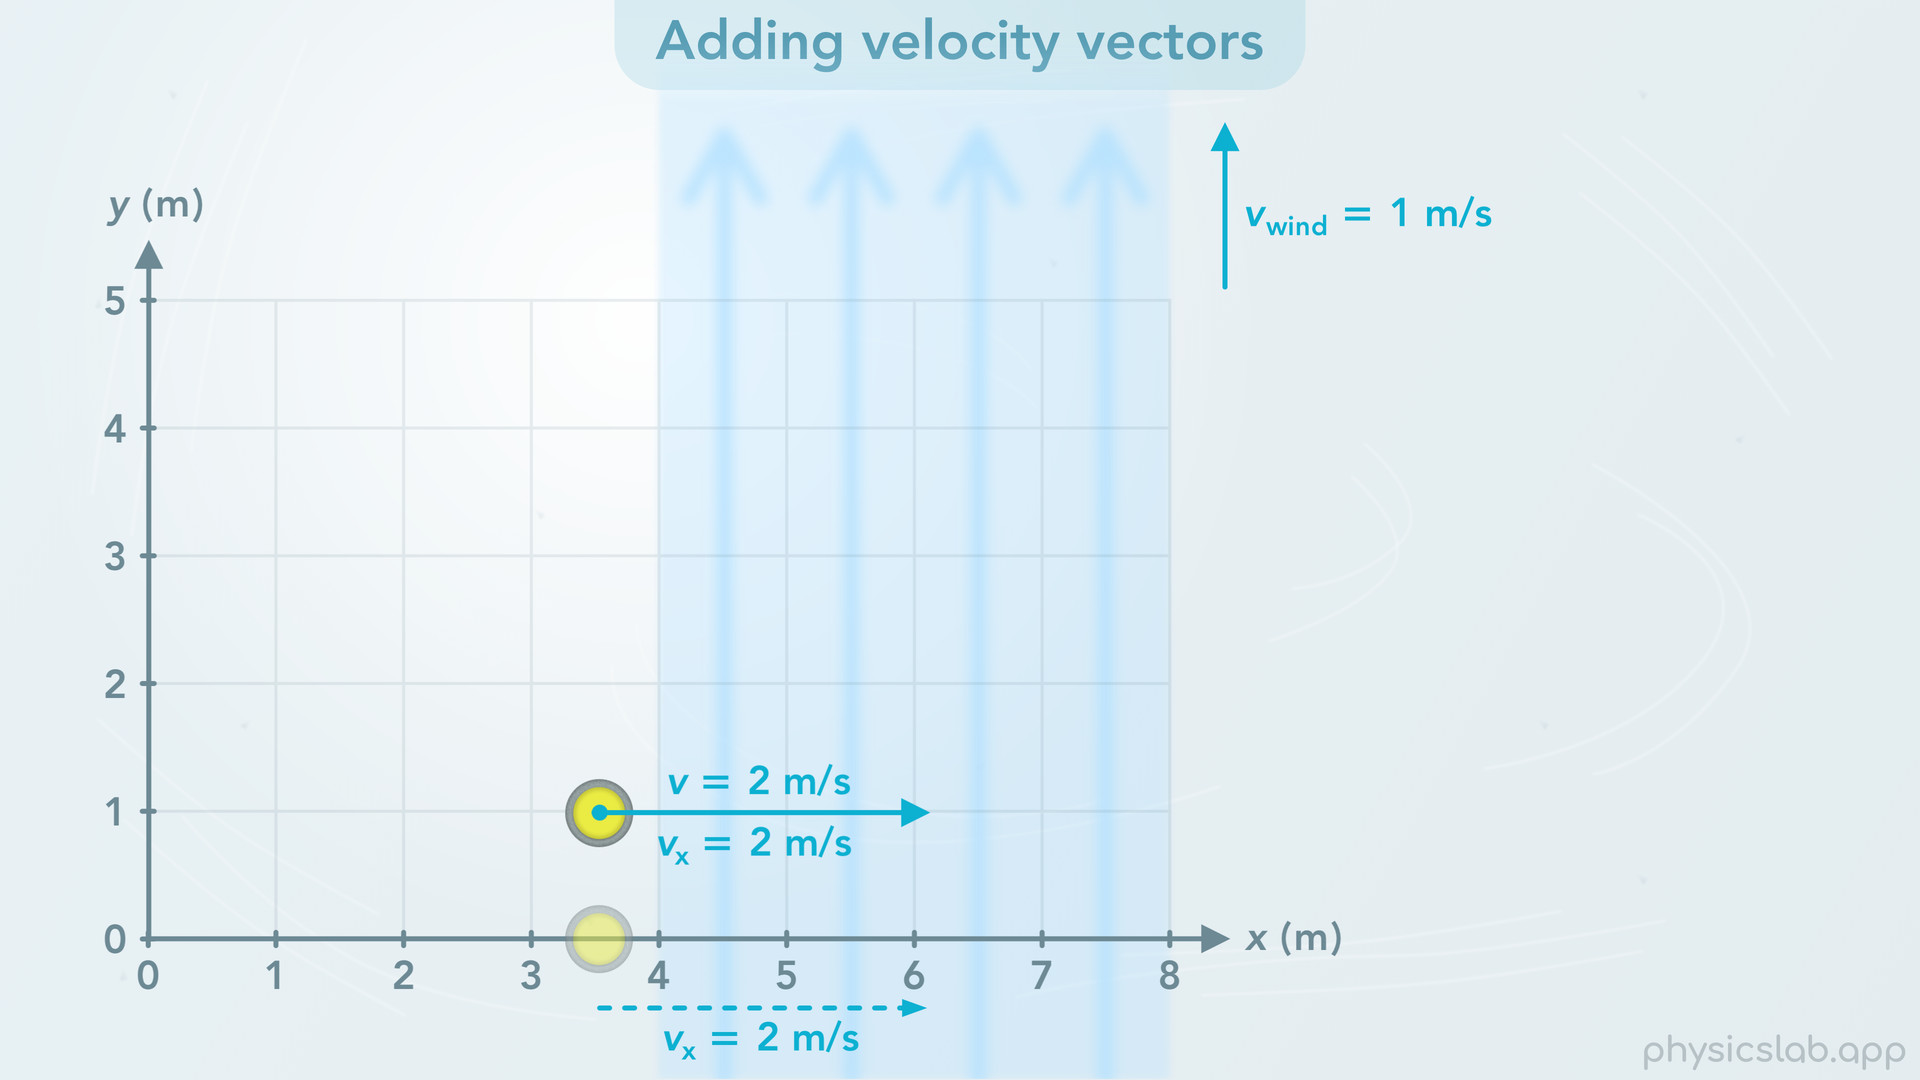 Adding velocity vectors
v_wind = 1 m/s
y (m)
5
4
3
2
1
0
v = 2 m/s
v_x = 2 m/s
x (m)
0 1 2 3 4 5 6 7 8
v_x = 2 m/s
physicslab.app